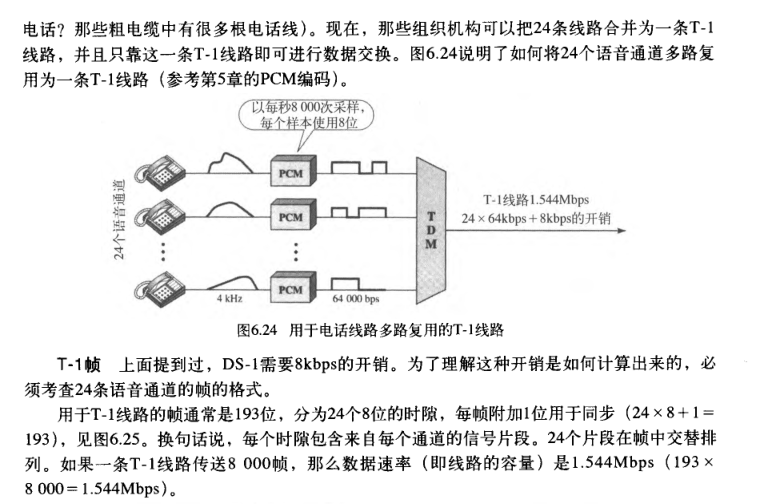 电话？那些粗电缆中有很多根电话线）。现在，那些组织机构可以把24条线路合并为一条T-1
线路，并且只靠这一条T-1线路即可进行数据交换。图6.24说明了如何将24个语音通道多路复
用为一条T-1线路（参考第5章的PCM编码）。
以每秒8 000次采样，
每个样本使用8位
24个语音通道
PCM
PCM
PCM
4 kHz
64 000 bps
TDM
T-1线路1.544Mbps
24×64kbps+8kbps的开销
图6.24 用于电话线路多路复用的T-1线路
T-1帧 上面提到过，DS-1需要8kbps的开销。为了理解这种开销是如何计算出来的，必
须考查24条语音通道的帧的格式。
用于T-1线路的帧通常是193位，分为24个8位的时隙，每帧附加1位用于同步（24×8+1=
193），见图6.25。换句话说，每个时隙包含来自每个通道的信号片段。24个片段在帧中交替排
列。如果一条T-1线路传送8 000帧，那么数据速率（即线路的容量）是1.544Mbps（193×
8 000=1.544Mbps）。